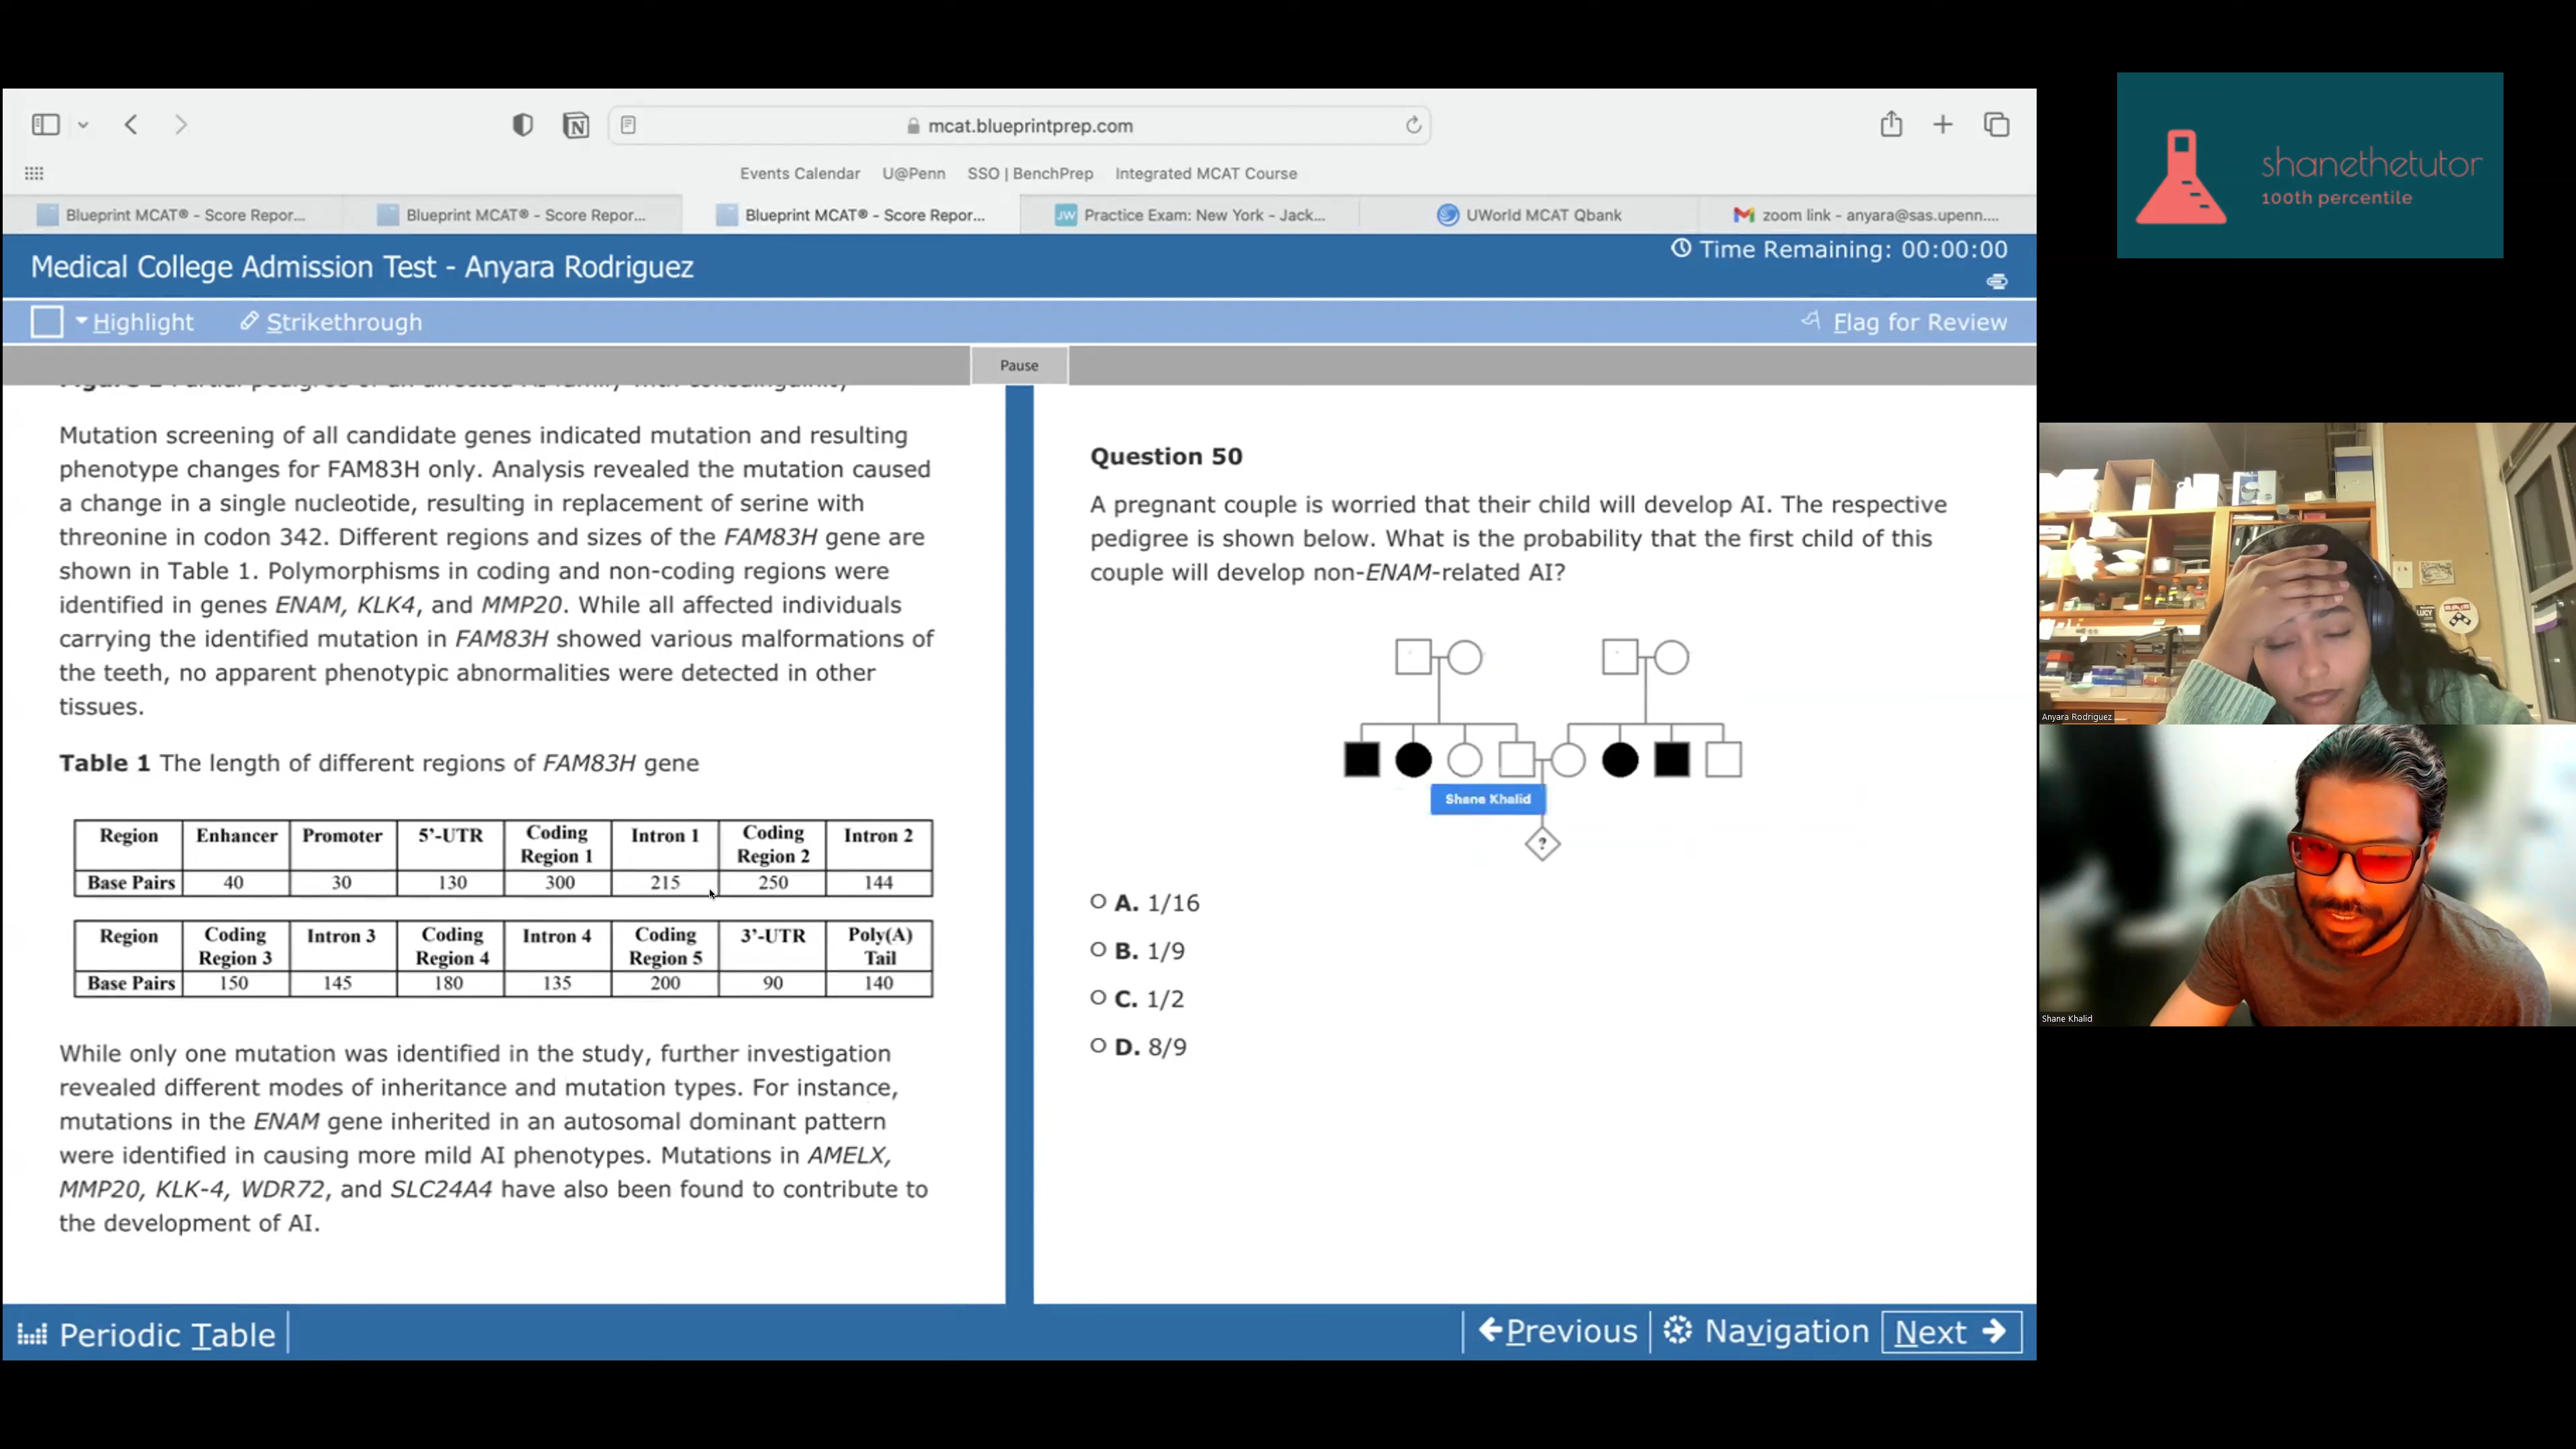 mcat.blueprintprep.com
Events Calendar U@Penn SSO | BenchPrep Integrated MCAT Course
Blueprint MCAT® - Score Repor...
Blueprint MCAT® - Score Repor...
Blueprint MCAT® - Score Repor...
JW Practice Exam: New York - Jack...
UWorld MCAT Qbank
zoom link - anyara@sas.upenn....
shanethetutor
100th percentile
Medical College Admission Test - Anyara Rodriguez
Time Remaining: 00:00:00
Highlight
Strikethrough
Flag for Review
Pause
Mutation screening of all candidate genes indicated mutation and resulting
phenotype changes for FAM83H only. Analysis revealed the mutation caused
a change in a single nucleotide, resulting in replacement of serine with
threonine in codon 342. Different regions and sizes of the FAM83H gene are
shown in Table 1. Polymorphisms in coding and non-coding regions were
identified in genes ENAM, KLK4, and MMP20. While all affected individuals
carrying the identified mutation in FAM83H showed various malformations of
the teeth, no apparent phenotypic abnormalities were detected in other
tissues.
Table 1 The length of different regions of FAM83H gene
Region Enhancer Promoter 5'-UTR Coding Region 1 Intron 1 Coding Region 2 Intron 2
Base Pairs 40 30 130 300 215 250 144
Region Coding Region 3 Intron 3 Coding Region 4 Intron 4 Coding Region 5 3'-UTR Poly(A) Tail
Base Pairs 150 145 180 135 200 90 140
While only one mutation was identified in the study, further investigation
revealed different modes of inheritance and mutation types. For instance,
mutations in the ENAM gene inherited in an autosomal dominant pattern
were identified in causing more mild AI phenotypes. Mutations in AMELX,
MMP20, KLK-4, WDR72, and SLC24A4 have also been found to contribute to
the development of AI.
Question 50
A pregnant couple is worried that their child will develop AI. The respective
pedigree is shown below. What is the probability that the first child of this
couple will develop non-ENAM-related AI?
Shane Khalid
?
A. 1/16
B. 1/9
C. 1/2
D. 8/9
Anyara Rodriguez
Shane Khalid
Periodic Table
Previous
Navigation
Next